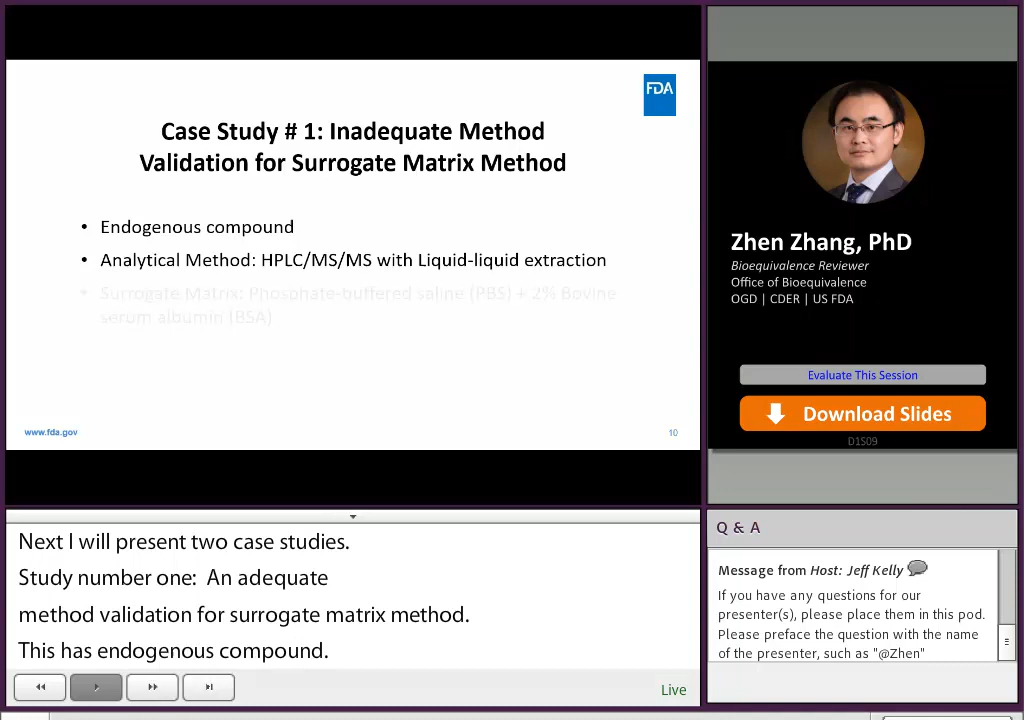 FDA
Case Study # 1: Inadequate Method
Validation for Surrogate Matrix Method
• Endogenous compound
• Analytical Method: HPLC/MS/MS with Liquid-liquid extraction
• Surrogate Matrix: Phosphate-buffered saline (PBS) + 2% Bovine
serum albumin (BSA)
www.fda.gov
10
Zhen Zhang, PhD
Bioequivalence Reviewer
Office of Bioequivalence
OGD | CDER | US FDA
Evaluate This Session
Download Slides
D1S09
Next I will present two case studies.
Study number one:  An adequate
method validation for surrogate matrix method.
This has endogenous compound.
Live
Q & A
Message from Host: Jeff Kelly
If you have any questions for our
presenter(s), please place them in this pod.
Please preface the question with the name
of the presenter, such as "@Zhen"